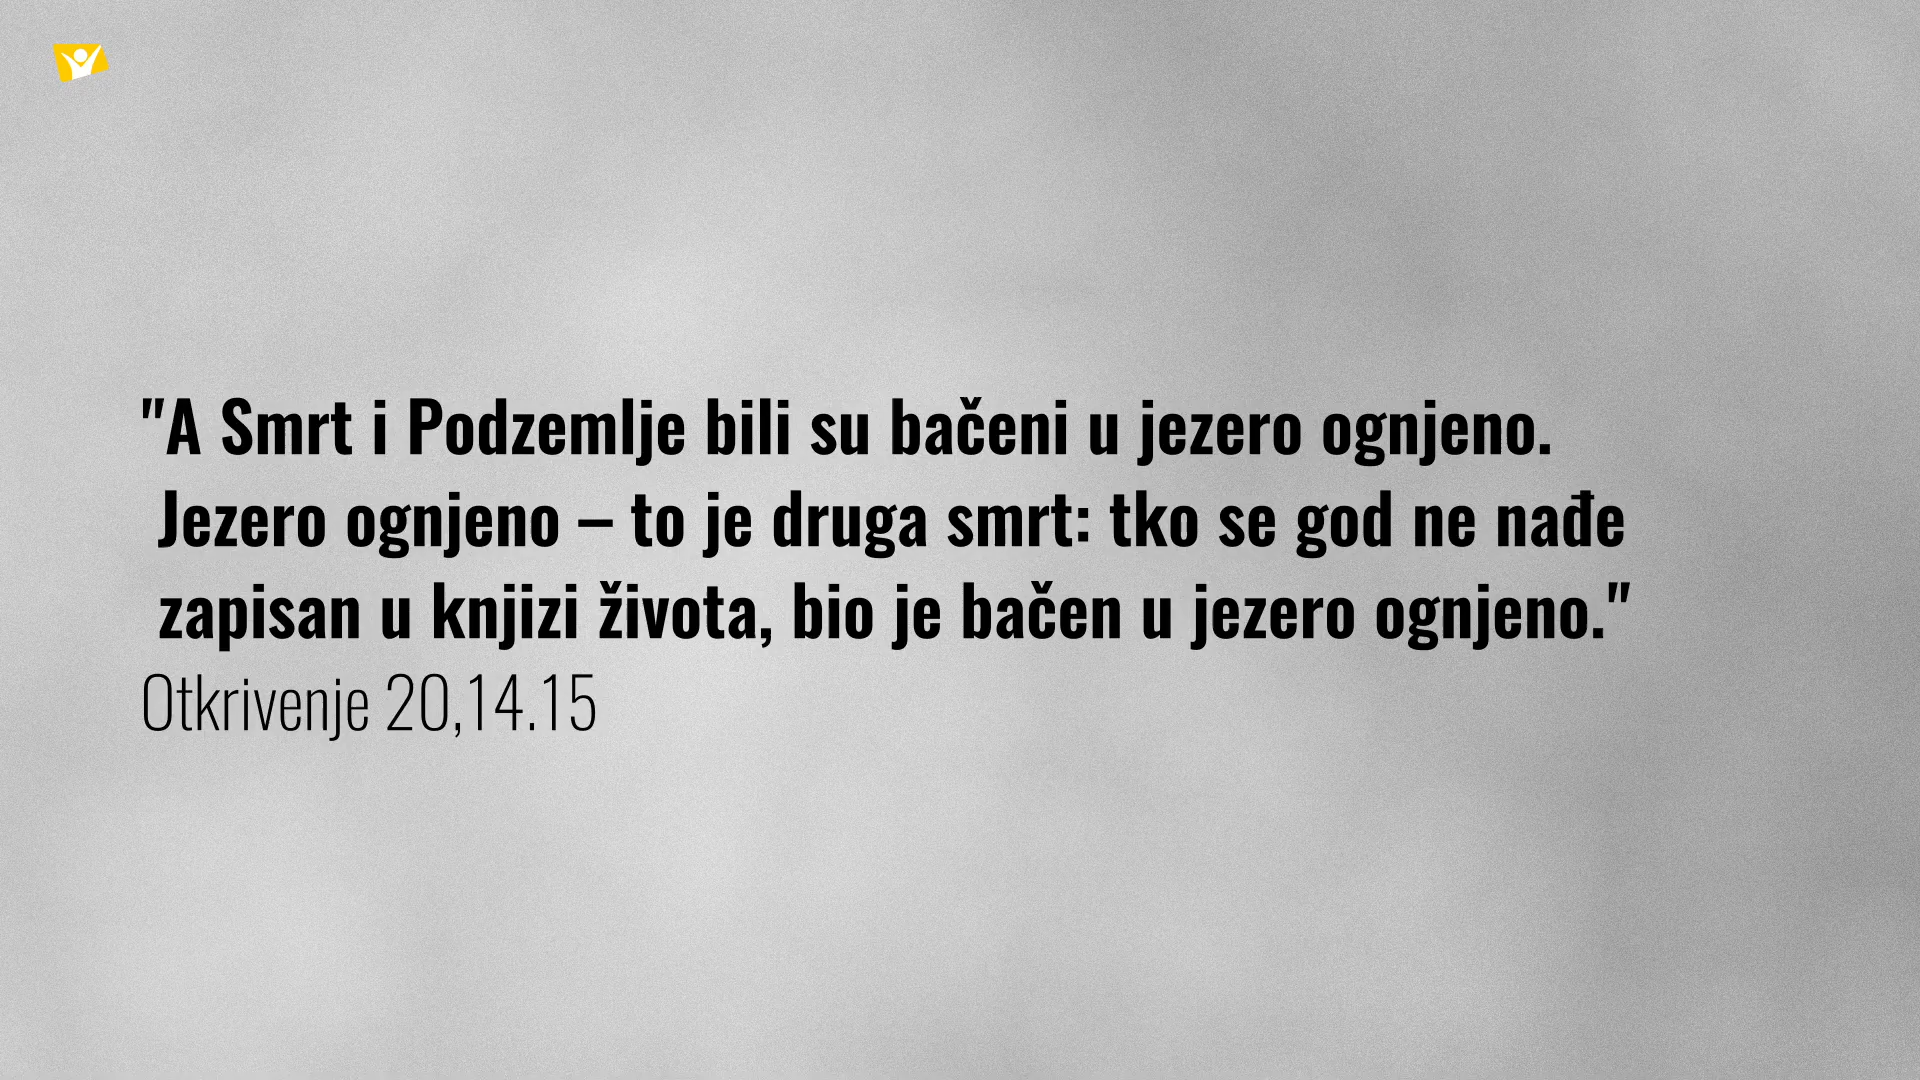 "A Smrt i Podzemlje bili su bačeni u jezero ognjeno.
Jezero ognjeno – to je druga smrt: tko se god ne nađe
zapisan u knjizi života, bio je bačen u jezero ognjeno."
Otkrivenje 20,14.15